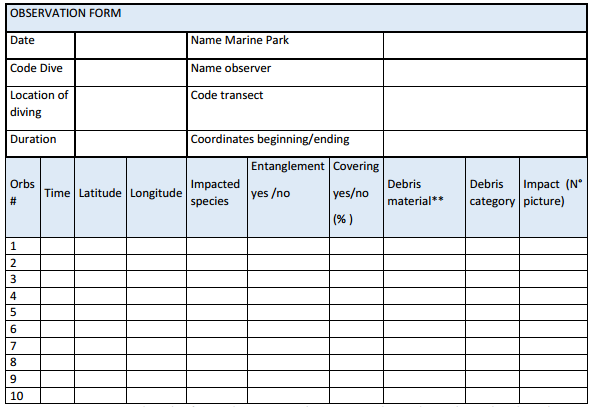 OBSERVATION FORM
Date Name Marine Park
Code Dive Name observer
Location of diving Code transect
Duration Coordinates beginning/ending
Orbs # Time Latitude Longitude Impacted species Entanglement yes /no Covering yes/no (% ) Debris material** Debris category Impact (N° picture)
1
2
3
4
5
6
7
8
9
10